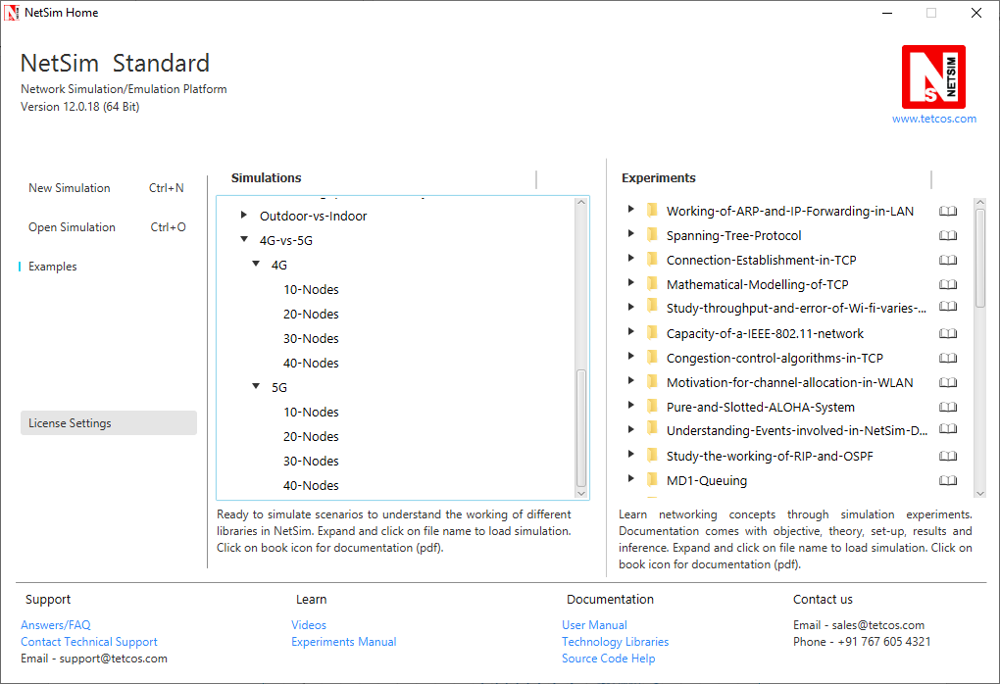 NetSim Home
NetSim Standard
Network Simulation/Emulation Platform
Version 12.0.18 (64 Bit)
NETSIM
www.tetcos.com
New Simulation Ctrl+N
Open Simulation Ctrl+O
Examples
License Settings
Simulations
Outdoor-vs-Indoor
4G-vs-5G
4G
10-Nodes
20-Nodes
30-Nodes
40-Nodes
5G
10-Nodes
20-Nodes
30-Nodes
40-Nodes
Ready to simulate scenarios to understand the working of different
libraries in NetSim. Expand and click on file name to load simulation.
Click on book icon for documentation (pdf).
Experiments
Working-of-ARP-and-IP-Forwarding-in-LAN
Spanning-Tree-Protocol
Connection-Establishment-in-TCP
Mathematical-Modelling-of-TCP
Study-throughput-and-error-of-Wi-fi-varies-...
Capacity-of-a-IEEE-802.11-network
Congestion-control-algorithms-in-TCP
Motivation-for-channel-allocation-in-WLAN
Pure-and-Slotted-ALOHA-System
Understanding-Events-involved-in-NetSim-D...
Study-the-working-of-RIP-and-OSPF
MD1-Queuing
Learn networking concepts through simulation experiments.
Documentation comes with objective, theory, set-up, results and
inference. Expand and click on file name to load simulation. Click on
book icon for documentation (pdf).
Support
Answers/FAQ
Contact Technical Support
Email - support@tetcos.com
Learn
Videos
Experiments Manual
Documentation
User Manual
Technology Libraries
Source Code Help
Contact us
Email - sales@tetcos.com
Phone - +91 767 605 4321